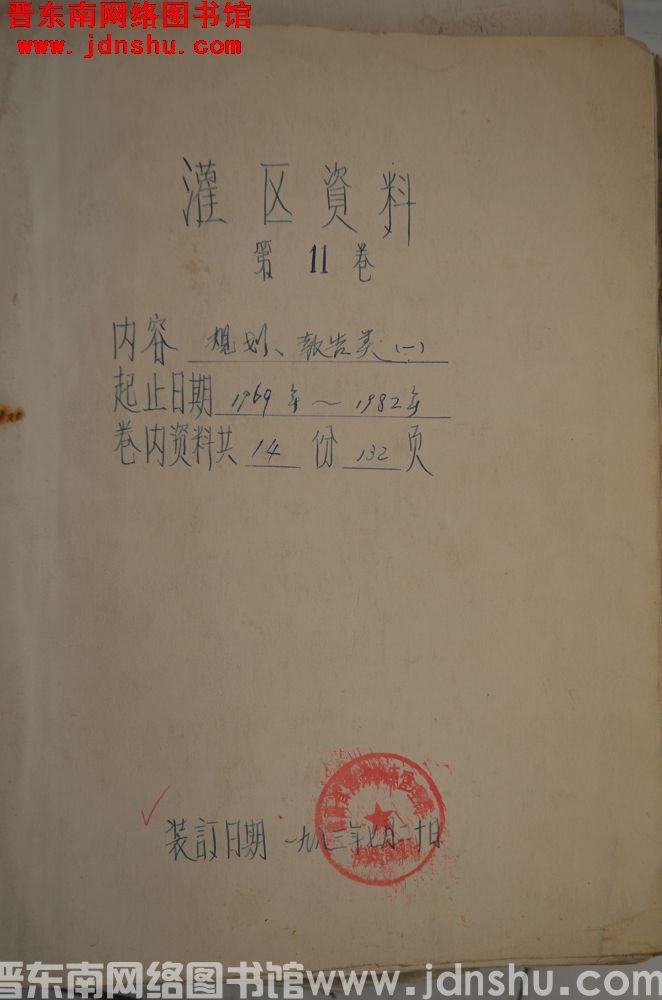 晋东南网络图书馆
www.jdnshu.com
灌区資料
第 11 卷
内容 规划、報告类(一)
起止日期 1969年~1982年
卷内资料共 14 份 132 页
装訂日期 一九八三年七月二十日
晋东南网络图书馆www.jdnshu.com